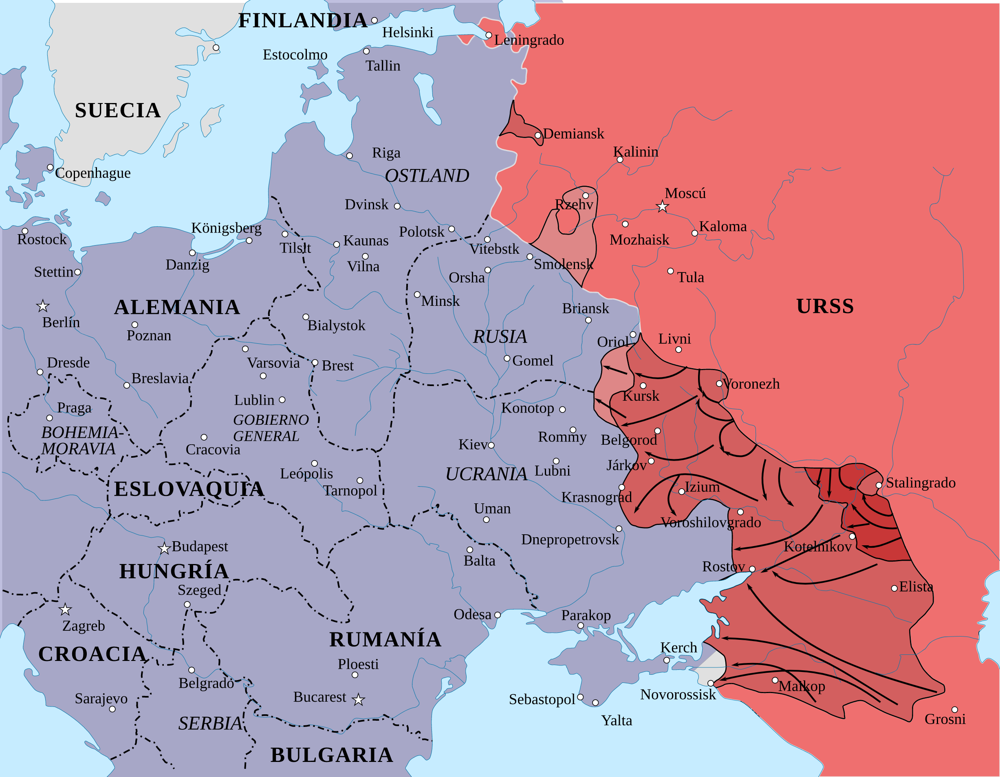 FINLANDIA
Helsinki
Leningrado
Estocolmo
Tallin
SUECIA
Demiansk
Riga
Kalinin
Copenhague
OSTLAND
Moscú
Dvinsk
Rzehv
Königsberg
Polotsk
Kaloma
Rostock
Kaunas
Mozhaisk
Tilsit
Vitebstk
Danzig
Vilna
Smolensk
Stettin
Orsha
Tula
Minsk
ALEMANIA
URSS
Briansk
Berlín
Bialystok
Poznan
RUSIA
Oriol
Livni
Dresde
Varsovia
Brest
Gomel
Breslavia
Voronezh
Kursk
Lublin
Praga
Konotop
GOBIERNO
GENERAL
BOHEMIA-
MORAVIA
Rommy
Belgorod
Kiev
Cracovia
Járkov
Lubni
Leópolis
UCRANIA
Stalingrado
ESLOVAQUIA
Tarnopol
Izium
Krasnograd
Uman
Voroshilovgrado
Dnepropetrovsk
Budapest
Kotelnikov
Balta
HUNGRÍA
Rostov
Szeged
Elista
Odesa
Parakop
Zagreb
RUMANÍA
Kerch
CROACIA
Ploesti
Belgrado
Maikop
Novorossisk
Sarajevo
Bucarest
Sebastopol
Yalta
Grosni
SERBIA
BULGARIA